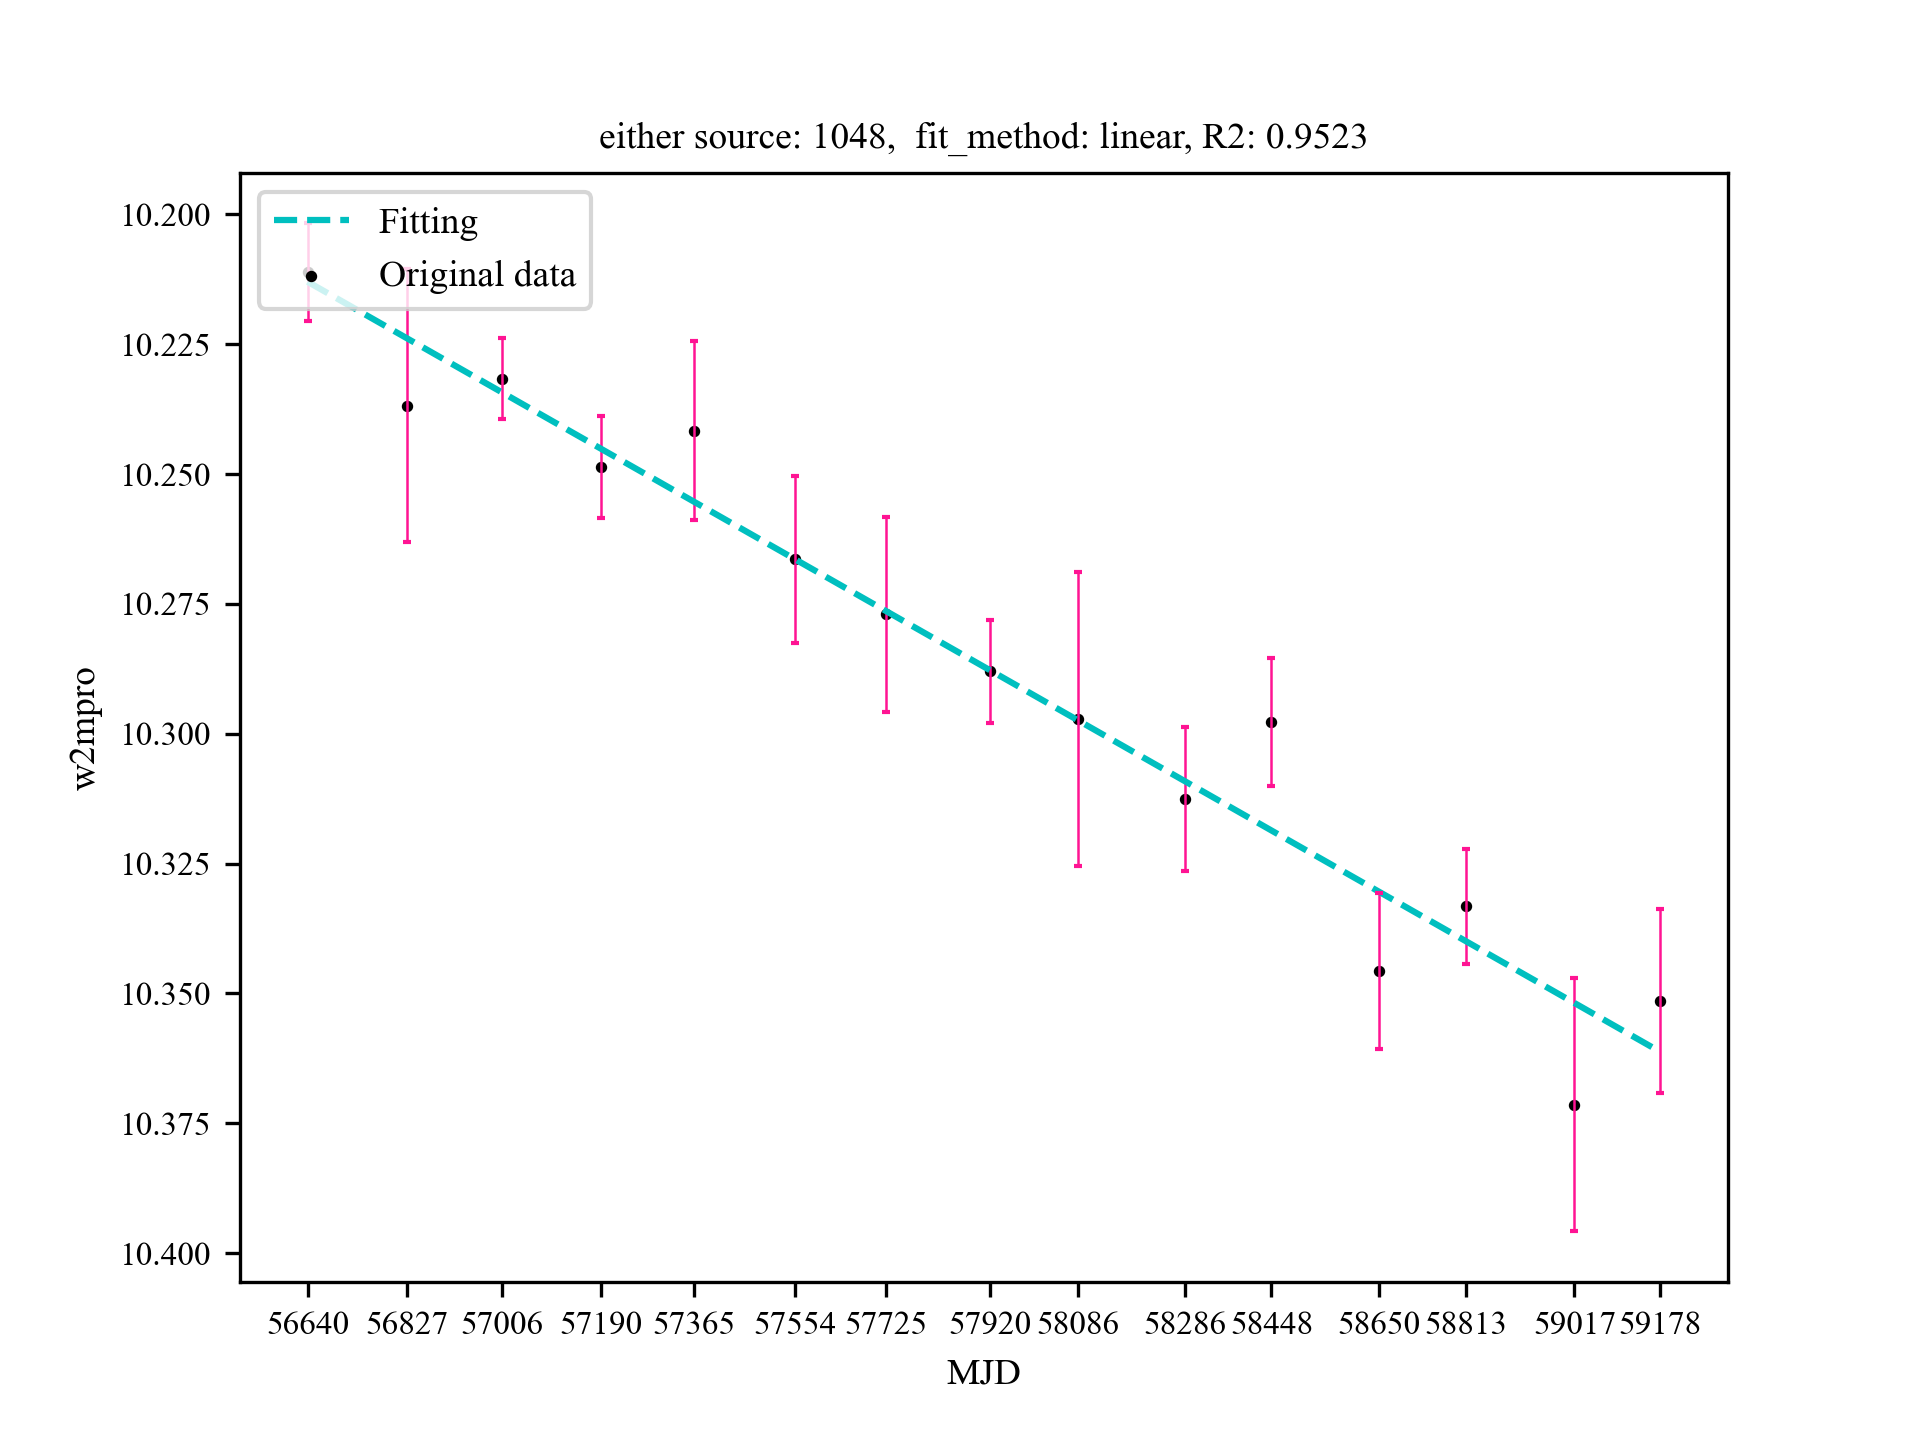 either source: 1048,  fit_method: linear, R2: 0.9523
Fitting
Original data
10.200
10.225
10.250
10.275
10.300
10.325
10.350
10.375
10.400
w2mpro
56640 56827 57006 57190 57365 57554 57725 57920 58086 58286 58448 58650 58813 59017 59178
MJD